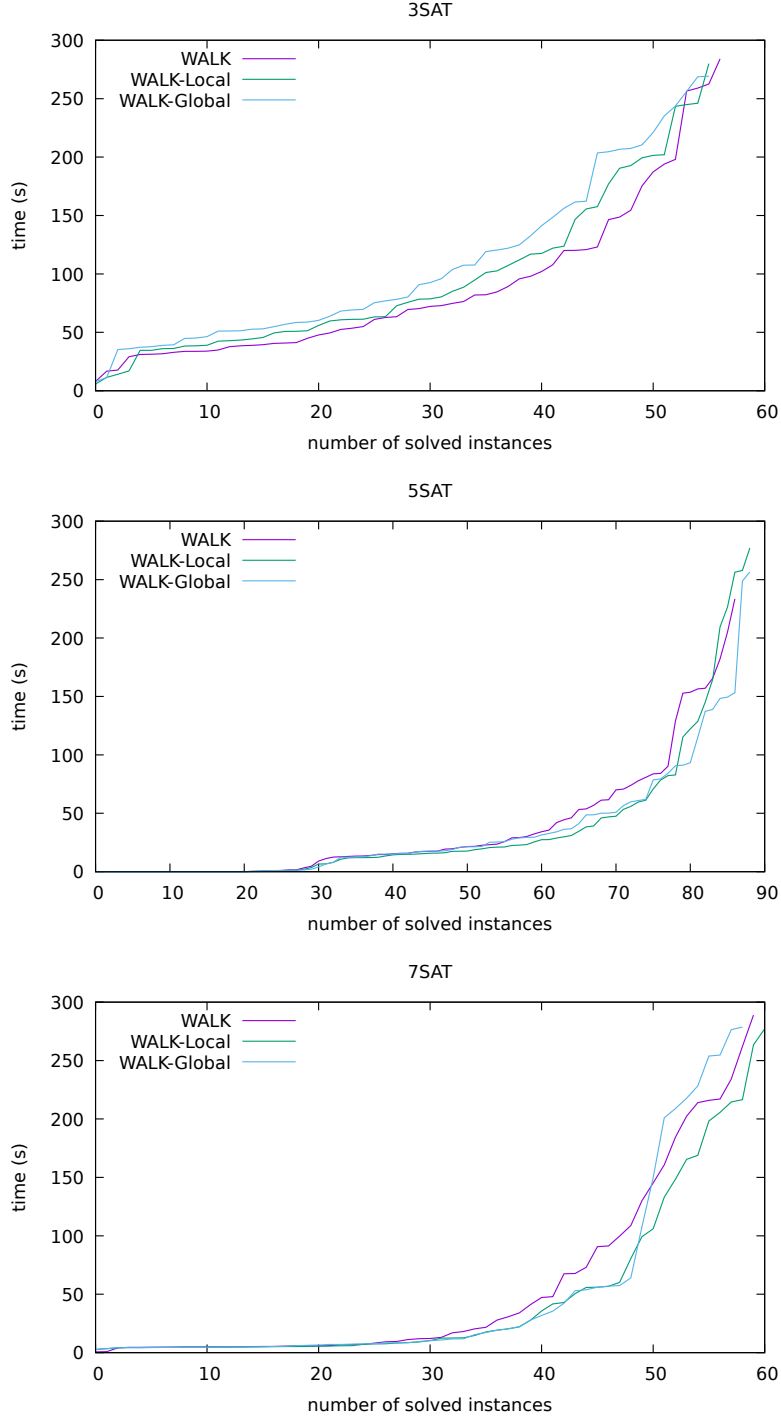 3SAT
300
250
200
150
100
50
0
time (s)
WALK
WALK-Local
WALK-Global
0 10 20 30 40 50 60
number of solved instances
5SAT
300
250
200
150
100
50
0
time (s)
WALK
WALK-Local
WALK-Global
0 10 20 30 40 50 60 70 80 90
number of solved instances
7SAT
300
250
200
150
100
50
0
time (s)
WALK
WALK-Local
WALK-Global
0 10 20 30 40 50 60
number of solved instances